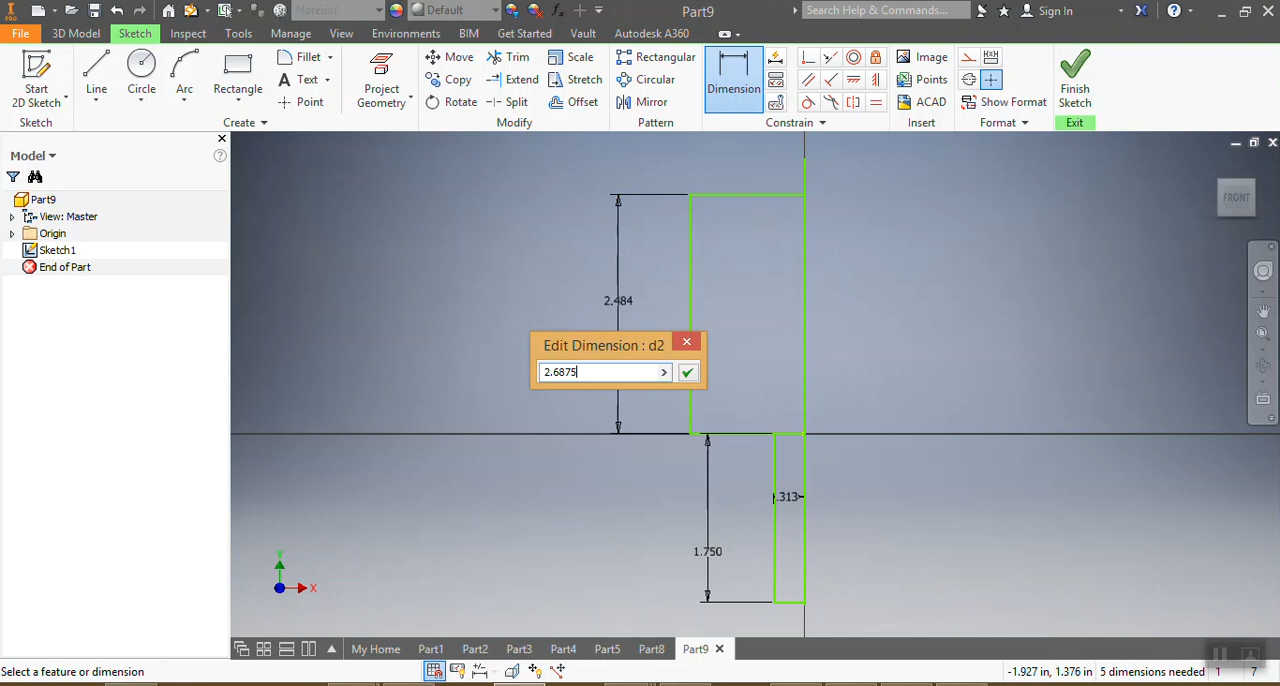 PRO
Material
Default
Part9
Search Help & Commands...
Sign In
File
3D Model
Sketch
Inspect
Tools
Manage
View
Environments
BIM
Get Started
Vault
Autodesk A360
Start
2D Sketch
Line
Circle
Arc
Rectangle
Fillet
Text
Point
Project
Geometry
Move
Copy
Rotate
Trim
Extend
Split
Scale
Stretch
Offset
Rectangular
Circular
Mirror
Dimension
Image
Points
ACAD
Show Format
Finish
Sketch
Sketch
Create
Modify
Pattern
Constrain
Insert
Format
Exit
Model
Part9
View: Master
Origin
Sketch1
End of Part
FRONT
2.484
Edit Dimension : d2
2.6875
.313
1.750
Y
X
My Home
Part1
Part2
Part3
Part4
Part5
Part8
Part9
Select a feature or dimension
-1.927 in, 1.376 in
5 dimensions needed
1
7